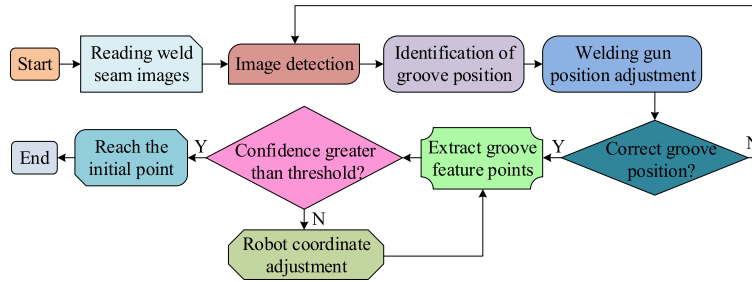 Start
Reading weld
seam images
Image detection
Identification of
groove position
Welding gun
position adjustment
Correct groove
position?
N
Y
Extract groove
feature points
Confidence greater
than threshold?
Y
Reach the
initial point
End
N
Robot coordinate
adjustment